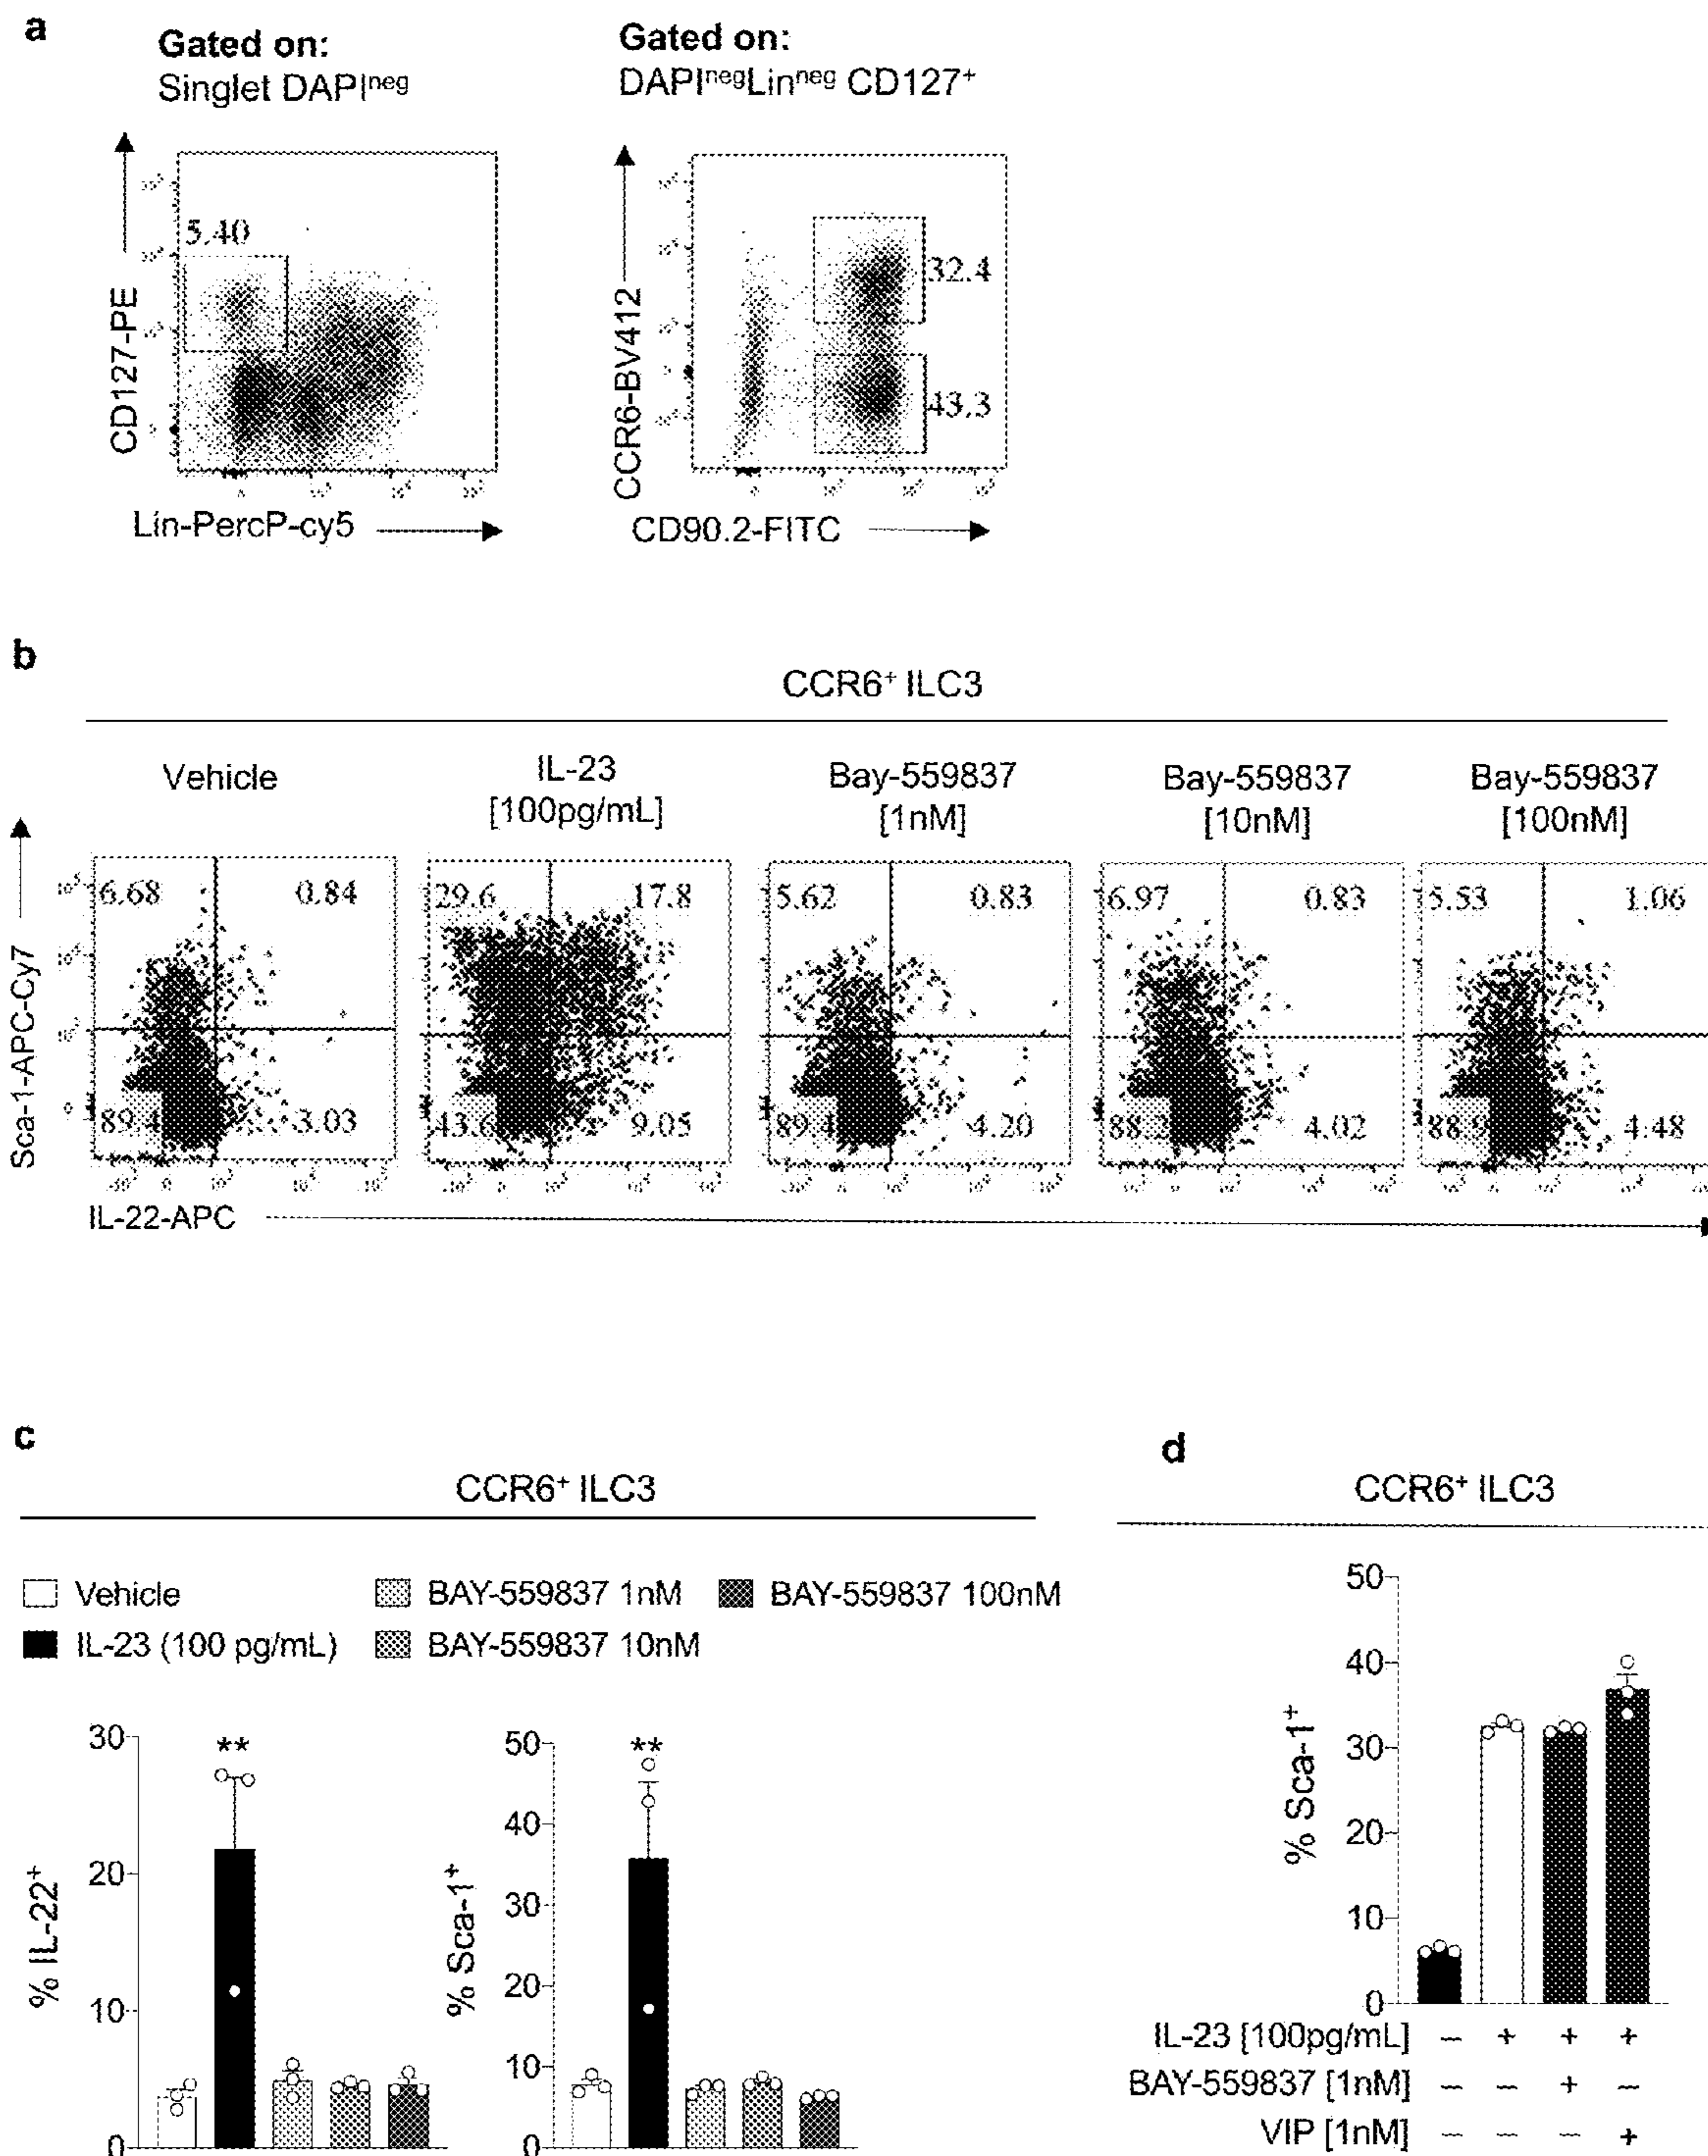 a
Gated on:
Singlet DAPIneg
Gated on:
DAPInegLinneg CD127+
5.40
32.4
43.3
CD127-PE
CCR6-BV412
Lin-PercP-cy5
CD90.2-FITC
b
CCR6+ ILC3
Vehicle
IL-23
[100pg/mL]
Bay-559837
[1nM]
Bay-559837
[10nM]
Bay-559837
[100nM]
Sca-1-APC-Cy7
6.68 0.84
29.6 17.8
5.62 0.83
6.97 0.83
5.53 1.06
89.4 3.03
43.6 9.05
89.4 4.20
88.2 4.02
88.9 4.48
IL-22-APC
c
CCR6+ ILC3
Vehicle
BAY-559837 1nM
BAY-559837 100nM
IL-23 (100 pg/mL)
BAY-559837 10nM
% IL-22+
30
20
10
0
**
% Sca-1+
50
40
30
20
10
0
**
d
CCR6+ ILC3
% Sca-1+
50
40
30
20
10
0
IL-23 [100pg/mL] – + + +
BAY-559837 [1nM] – – + –
VIP [1nM] – – – +